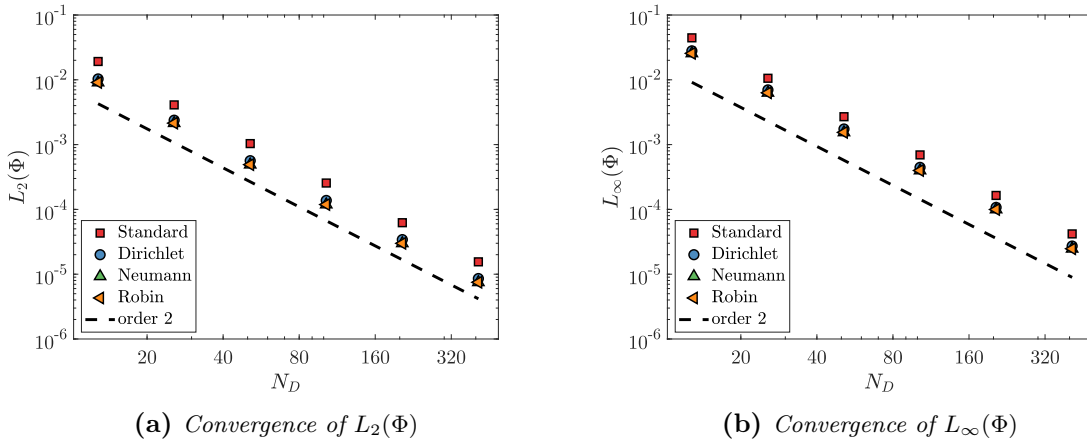 10^{-1}
10^{-2}
10^{-3}
10^{-4}
10^{-5}
10^{-6}
L_2(Φ)
Standard
Dirichlet
Neumann
Robin
order 2
20 40 80 160 320
N_D
(a) Convergence of L_2(Φ)
10^{-1}
10^{-2}
10^{-3}
10^{-4}
10^{-5}
10^{-6}
L_∞(Φ)
Standard
Dirichlet
Neumann
Robin
order 2
20 40 80 160 320
N_D
(b) Convergence of L_∞(Φ)